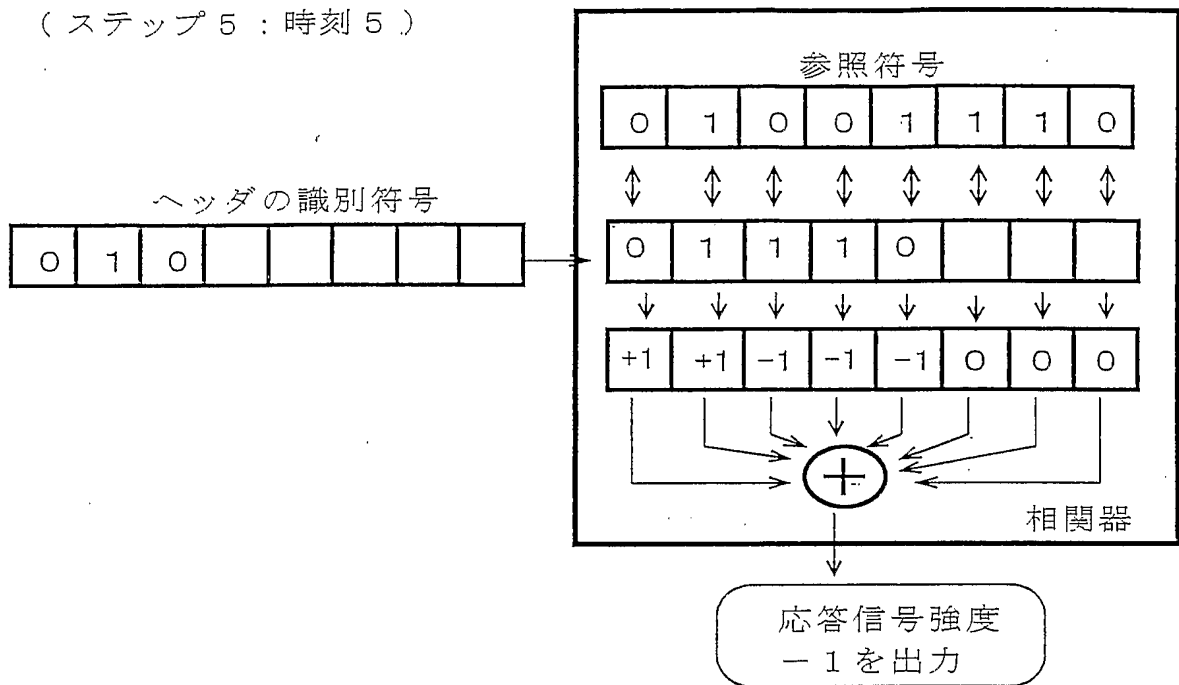 (ステップ5:時刻5)
参照符号
0 1 0 0 1 1 1 0
ヘッダの識別符号
0 1 0
0 1 1 1 0
+1 +1 -1 -1 -1 0 0 0
+
相関器
応答信号強度
-1を出力